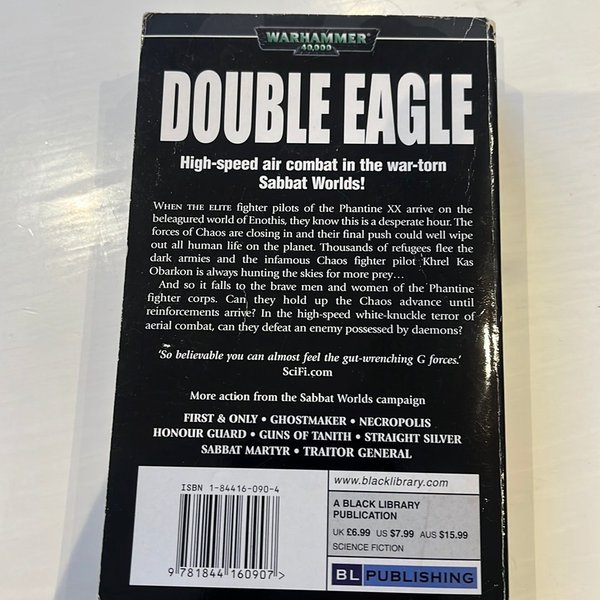 WARHAMMER
40,000
DOUBLE EAGLE
High-speed air combat in the war-torn
Sabbat Worlds!
WHEN THE ELITE fighter pilots of the Phantine XX arrive on the
beleagured world of Enothis, they know this is a desperate hour. The
forces of Chaos are closing in and their final push could well wipe
out all human life on the planet. Thousands of refugees flee the
dark armies and the infamous Chaos fighter pilot Khrel Kas
Obarkon is always hunting the skies for more prey...
And so it falls to the brave men and women of the Phantine
fighter corps. Can they hold up the Chaos advance until
reinforcements arrive? In the high-speed white-knuckle terror of
aerial combat, can they defeat an enemy possessed by daemons?
'So believable you can almost feel the gut-wrenching G forces.'
SciFi.com
More action from the Sabbat Worlds campaign
FIRST & ONLY • GHOSTMAKER • NECROPOLIS
HONOUR GUARD • GUNS OF TANITH • STRAIGHT SILVER
SABBAT MARTYR • TRAITOR GENERAL
ISBN 1-84416-090-4
9 781844 160907 >
www.blacklibrary.com
A BLACK LIBRARY
PUBLICATION
UK £6.99 US $7.99 AUS $15.99
SCIENCE FICTION
BL PUBLISHING